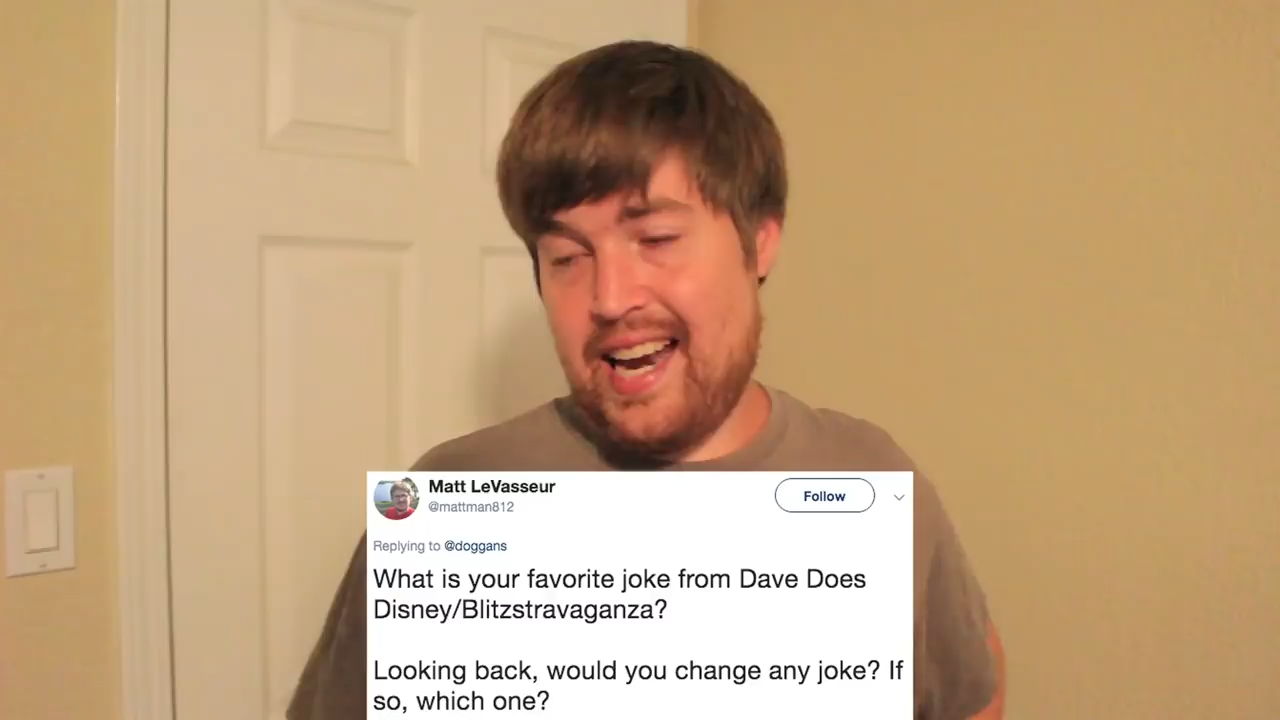 Matt LeVasseur
@mattman812
Follow
Replying to @doggans
What is your favorite joke from Dave Does
Disney/Blitzstravaganza?
Looking back, would you change any joke? If
so, which one?